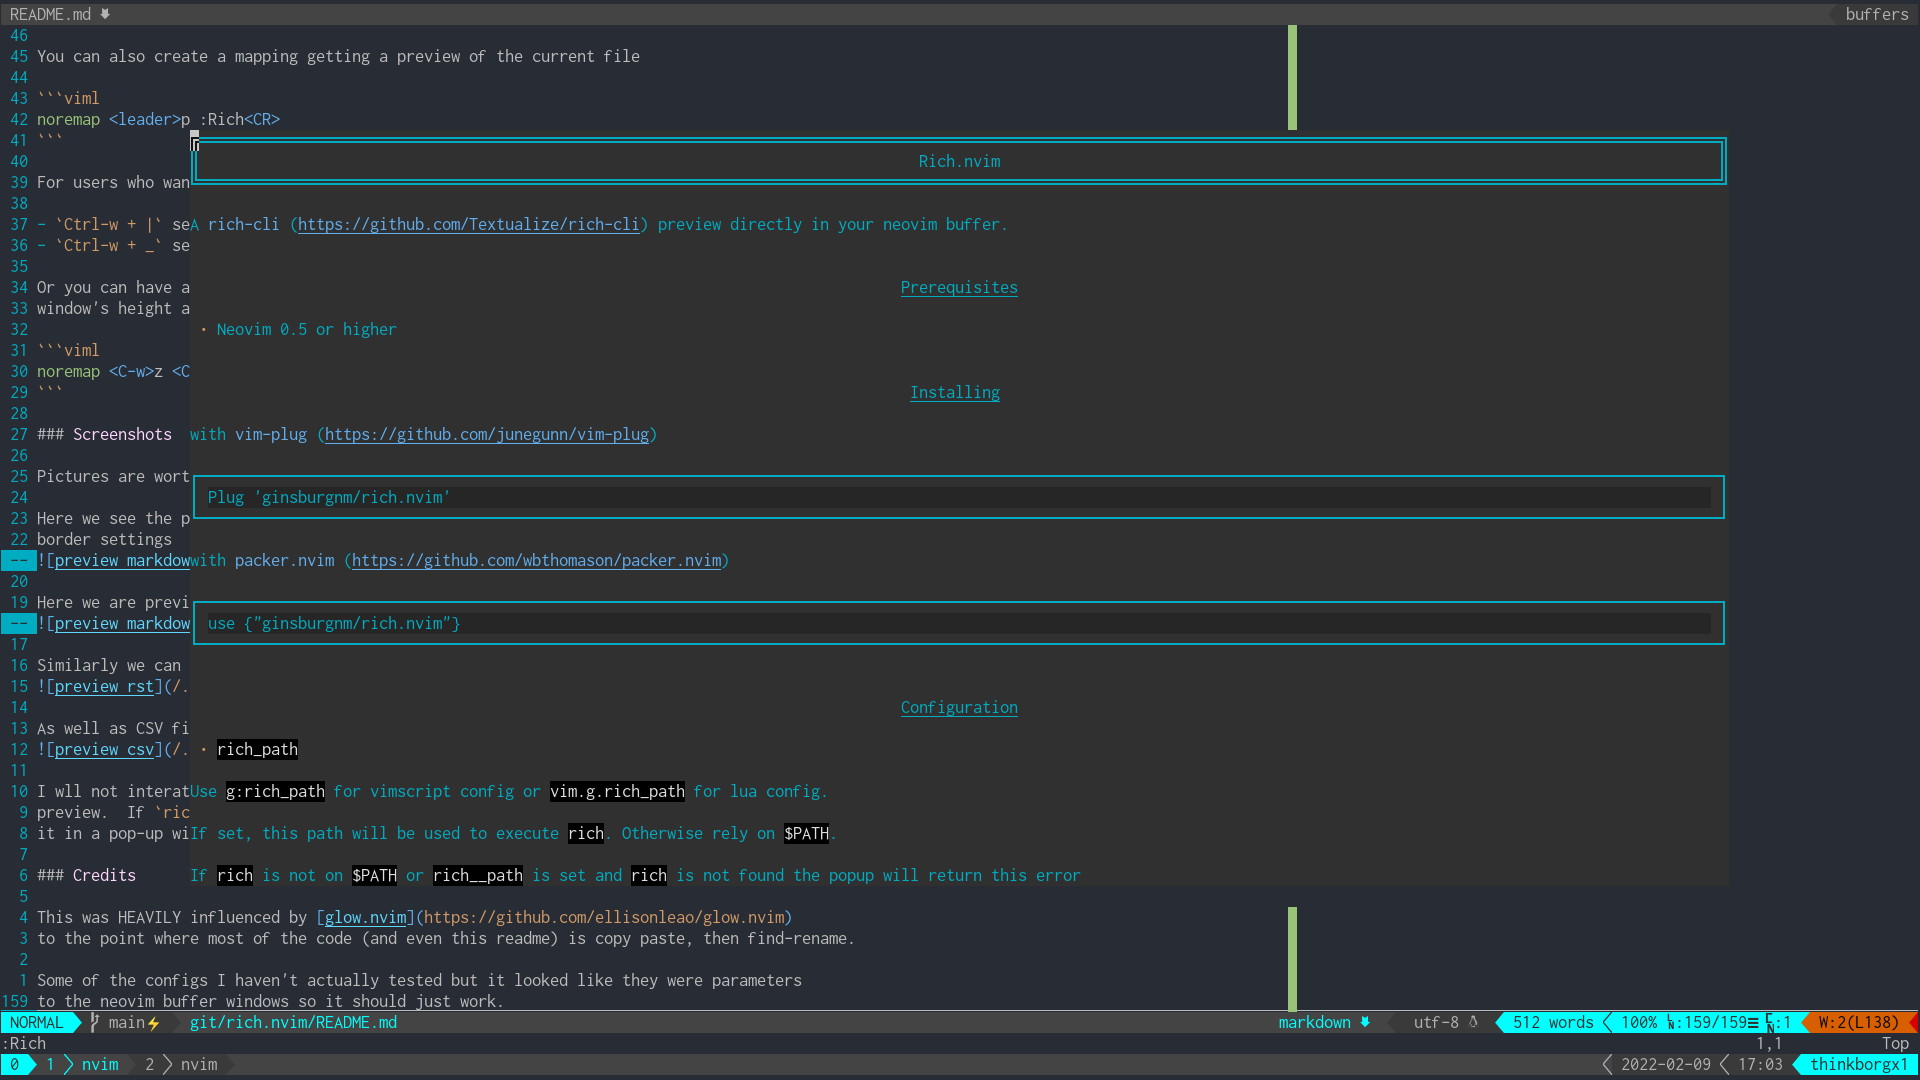 README.md buffers
46
45 You can also create a mapping getting a preview of the current file
44
43 ```viml
42 noremap <leader>p :Rich<CR>
41 ```
40 Rich.nvim
39 For users who wan
38
37 - `Ctrl-w + |` se A rich-cli (https://github.com/Textualize/rich-cli) preview directly in your neovim buffer.
36 - `Ctrl-w + _` se
35
34 Or you can have a Prerequisites
33 window's height a
32 • Neovim 0.5 or higher
31 ```viml
30 noremap <C-w>z <C
29 ``` Installing
28
27 ### Screenshots with vim-plug (https://github.com/junegunn/vim-plug)
26
25 Pictures are wort
24 Plug 'ginsburgnm/rich.nvim'
23 Here we see the p
22 border settings
-- ![preview markdow with packer.nvim (https://github.com/wbthomason/packer.nvim)
20
19 Here we are previ
-- ![preview markdow use {"ginsburgnm/rich.nvim"}
17
16 Similarly we can
15 ![preview rst](/.
14 Configuration
13 As well as CSV fi
12 ![preview csv](/. • rich_path
11
10 I wll not interat Use g:rich_path for vimscript config or vim.g.rich_path for lua config.
9 preview.  If `ric
8 it in a pop-up wi If set, this path will be used to execute rich. Otherwise rely on $PATH.
7
6 ### Credits If rich is not on $PATH or rich__path is set and rich is not found the popup will return this error
5
4 This was HEAVILY influenced by [glow.nvim](https://github.com/ellisonleao/glow.nvim)
3 to the point where most of the code (and even this readme) is copy paste, then find-rename.
2
1 Some of the configs I haven't actually tested but it looked like they were parameters
159 to the neovim buffer windows so it should just work.
NORMAL main⚡ git/rich.nvim/README.md markdown utf-8 512 words 100% LN:159/159≡ CN:1 W:2(L138)
:Rich 1,1 Top
0 1 nvim 2 nvim 2022-02-09 17:03 thinkborgx1